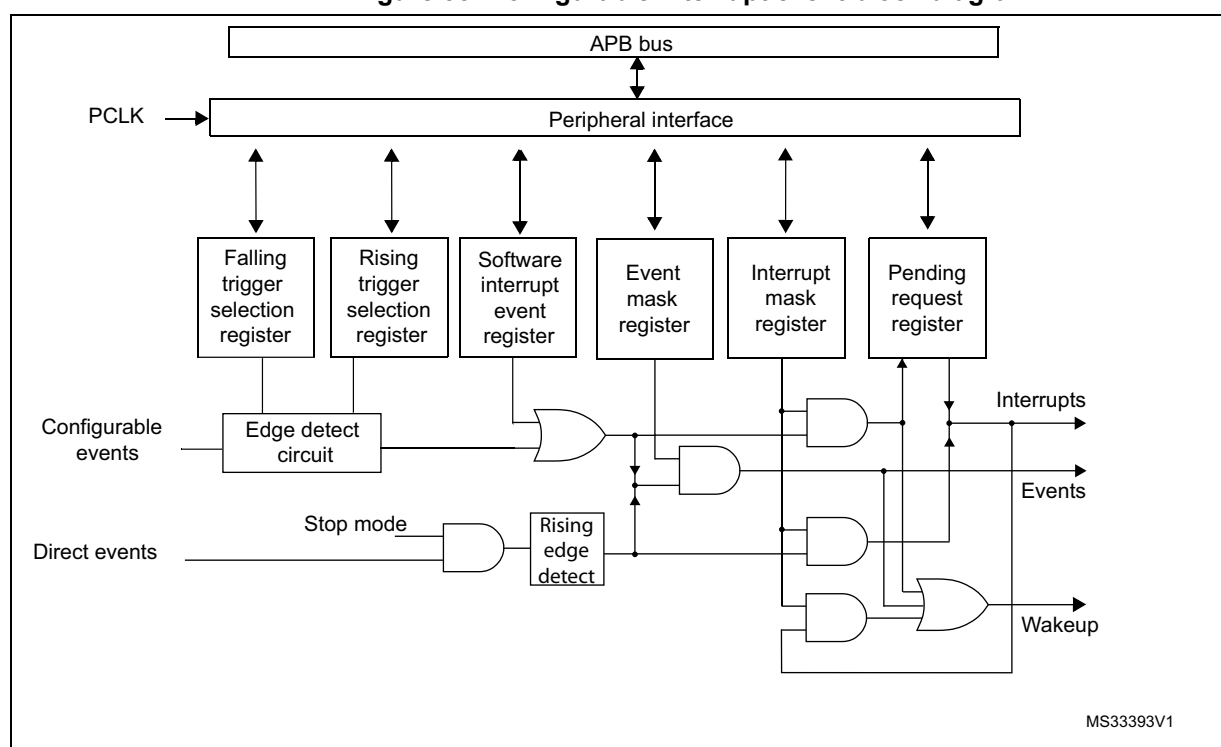 APB bus
PCLK
Peripheral interface
Falling
trigger
selection
register
Rising
trigger
selection
register
Software
interrupt
event
register
Event
mask
register
Interrupt
mask
register
Pending
request
register
Configurable
events
Edge detect
circuit
Interrupts
Events
Stop mode
Rising
edge
detect
Direct events
Wakeup
MS33393V1